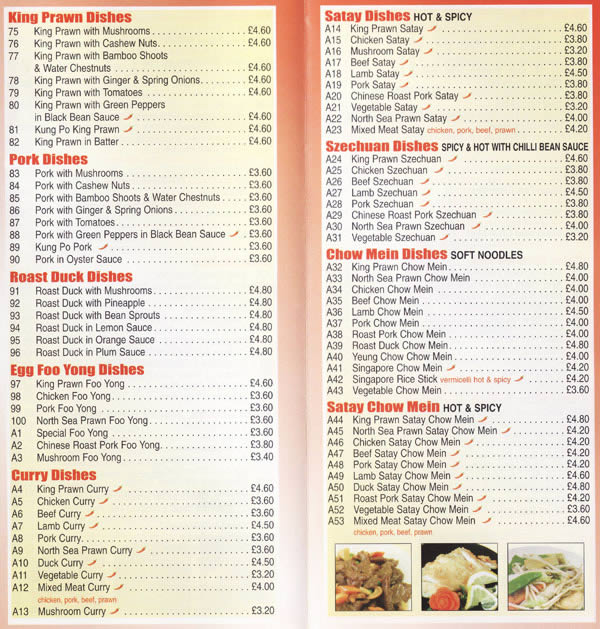 King Prawn Dishes
75 King Prawn with Mushrooms £4.60
76 King Prawn with Cashew Nuts £4.60
77 King Prawn with Bamboo Shoots
& Water Chestnuts £4.60
78 King Prawn with Ginger & Spring Onions £4.60
79 King Prawn with Tomatoes £4.60
80 King Prawn with Green Peppers
in Black Bean Sauce £4.60
81 Kung Po King Prawn £4.60
82 King Prawn in Batter £4.60
Pork Dishes
83 Pork with Mushrooms £3.60
84 Pork with Cashew Nuts £3.60
85 Pork with Bamboo Shoots & Water Chestnuts £3.60
86 Pork with Ginger & Spring Onions £3.60
87 Pork with Tomatoes £3.60
88 Pork with Green Peppers in Black Bean Sauce £3.60
89 Kung Po Pork £3.60
90 Pork in Oyster Sauce £3.60
Roast Duck Dishes
91 Roast Duck with Mushrooms £4.80
92 Roast Duck with Pineapple £4.80
93 Roast Duck with Bean Sprouts £4.80
94 Roast Duck in Lemon Sauce £4.80
95 Roast Duck in Orange Sauce £4.80
96 Roast Duck in Plum Sauce £4.80
Egg Foo Yong Dishes
97 King Prawn Foo Yong £4.60
98 Chicken Foo Yong £3.60
99 Pork Foo Yong £3.60
100 North Sea Prawn Foo Yong £3.60
A1 Special Foo Yong £3.60
A2 Chinese Roast Pork Foo Yong £3.80
A3 Mushroom Foo Yong £3.40
Curry Dishes
A4 King Prawn Curry £4.60
A5 Chicken Curry £3.60
A6 Beef Curry £3.60
A7 Lamb Curry £4.50
A8 Pork Curry £3.60
A9 North Sea Prawn Curry £3.60
A10 Duck Curry £4.50
A11 Vegetable Curry £3.20
A12 Mixed Meat Curry £4.00
chicken, pork, beef, prawn
A13 Mushroom Curry £3.20
Satay Dishes HOT & SPICY
A14 King Prawn Satay £4.60
A15 Chicken Satay £3.80
A16 Mushroom Satay £3.20
A17 Beef Satay £3.80
A18 Lamb Satay £4.50
A19 Pork Satay £3.80
A20 Chinese Roast Pork Satay £3.80
A21 Vegetable Satay £3.20
A22 North Sea Prawn Satay £4.00
A23 Mixed Meat Satay chicken, pork, beef, prawn £4.20
Szechuan Dishes SPICY & HOT WITH CHILLI BEAN SAUCE
A24 King Prawn Szechuan £4.60
A25 Chicken Szechuan £3.80
A26 Beef Szechuan £3.80
A27 Lamb Szechuan £4.50
A28 Pork Szechuan £3.80
A29 Chinese Roast Pork Szechuan £3.80
A30 North Sea Prawn Szechuan £4.00
A31 Vegetable Szechuan £3.20
Chow Mein Dishes SOFT NOODLES
A32 King Prawn Chow Mein £4.80
A33 North Sea Prawn Chow Mein £4.00
A34 Chicken Chow Mein £4.00
A35 Beef Chow Mein £4.00
A36 Lamb Chow Mein £4.50
A37 Pork Chow Mein £4.00
A38 Roast Pork Chow Mein £4.00
A39 Roast Duck Chow Mein £4.80
A40 Yeung Chow Chow Mein £4.00
A41 Singapore Chow Mein £4.20
A42 Singapore Rice Stick vermicelli hot & spicy £4.20
A43 Vegetable Chow Mein £3.60
Satay Chow Mein HOT & SPICY
A44 King Prawn Satay Chow Mein £4.80
A45 North Sea Prawn Satay Chow Mein £4.20
A46 Chicken Satay Chow Mein £4.20
A47 Beef Satay Chow Mein £4.20
A48 Pork Satay Chow Mein £4.20
A49 Lamb Satay Chow Mein £4.60
A50 Duck Satay Chow Mein £4.80
A51 Roast Pork Satay Chow Mein £4.20
A52 Vegetable Satay Chow Mein £3.60
A53 Mixed Meat Satay Chow Mein £4.60
chicken, pork, beef, prawn